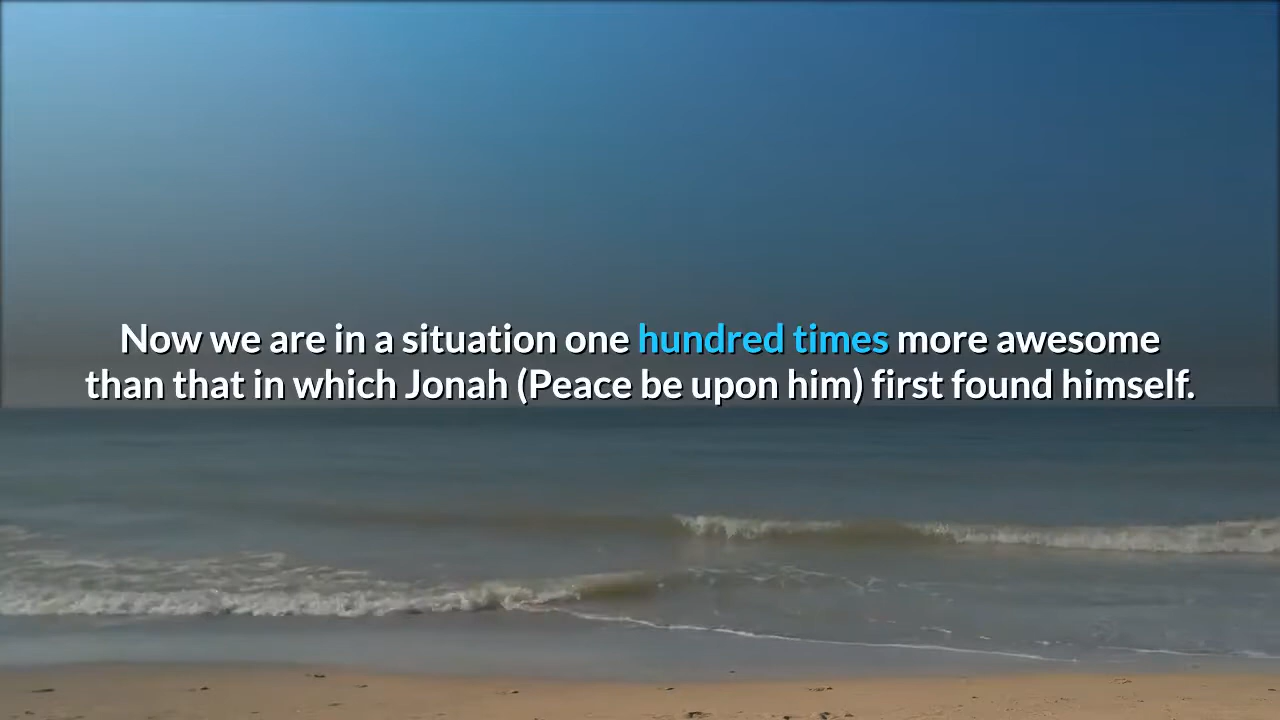 Now we are in a situation one hundred times more awesome
than that in which Jonah (Peace be upon him) first found himself.